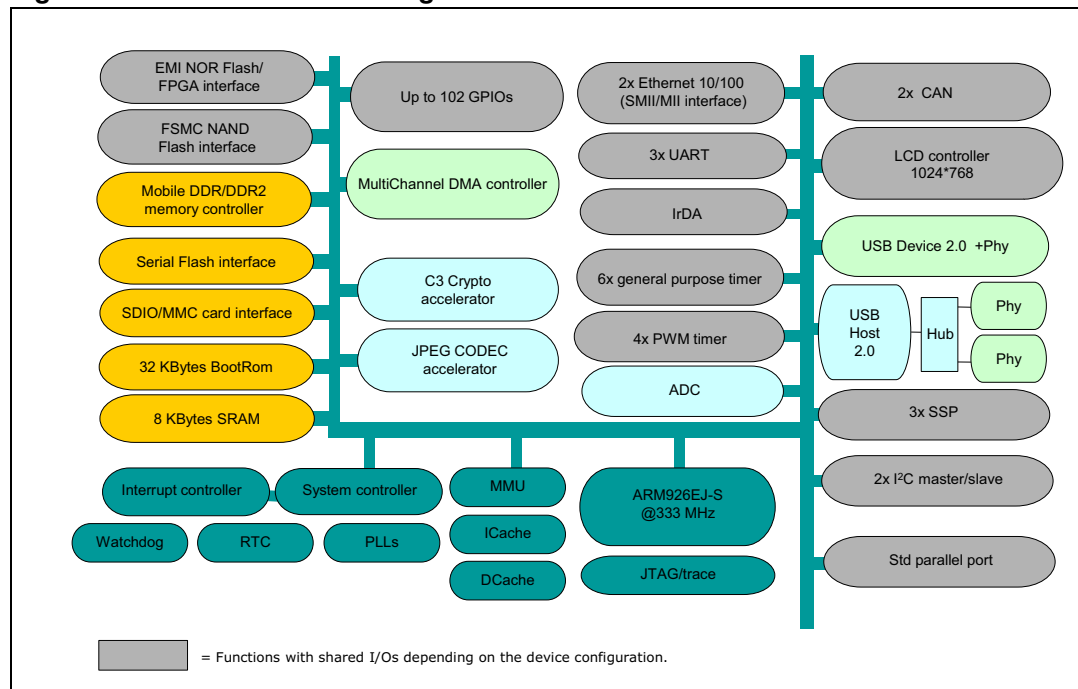 EMI NOR Flash/
FPGA interface
FSMC NAND
Flash interface
Mobile DDR/DDR2
memory controller
Serial Flash interface
SDIO/MMC card interface
32 KBytes BootRom
8 KBytes SRAM
Up to 102 GPIOs
MultiChannel DMA controller
C3 Crypto
accelerator
JPEG CODEC
accelerator
2x Ethernet 10/100
(SMII/MII interface)
3x UART
IrDA
6x general purpose timer
4x PWM timer
ADC
2x CAN
LCD controller
1024*768
USB Device 2.0 +Phy
USB
Host
2.0
Hub
Phy
Phy
3x SSP
2x I²C master/slave
Std parallel port
Interrupt controller
System controller
Watchdog
RTC
PLLs
MMU
ICache
DCache
ARM926EJ-S
@333 MHz
JTAG/trace
= Functions with shared I/Os depending on the device configuration.